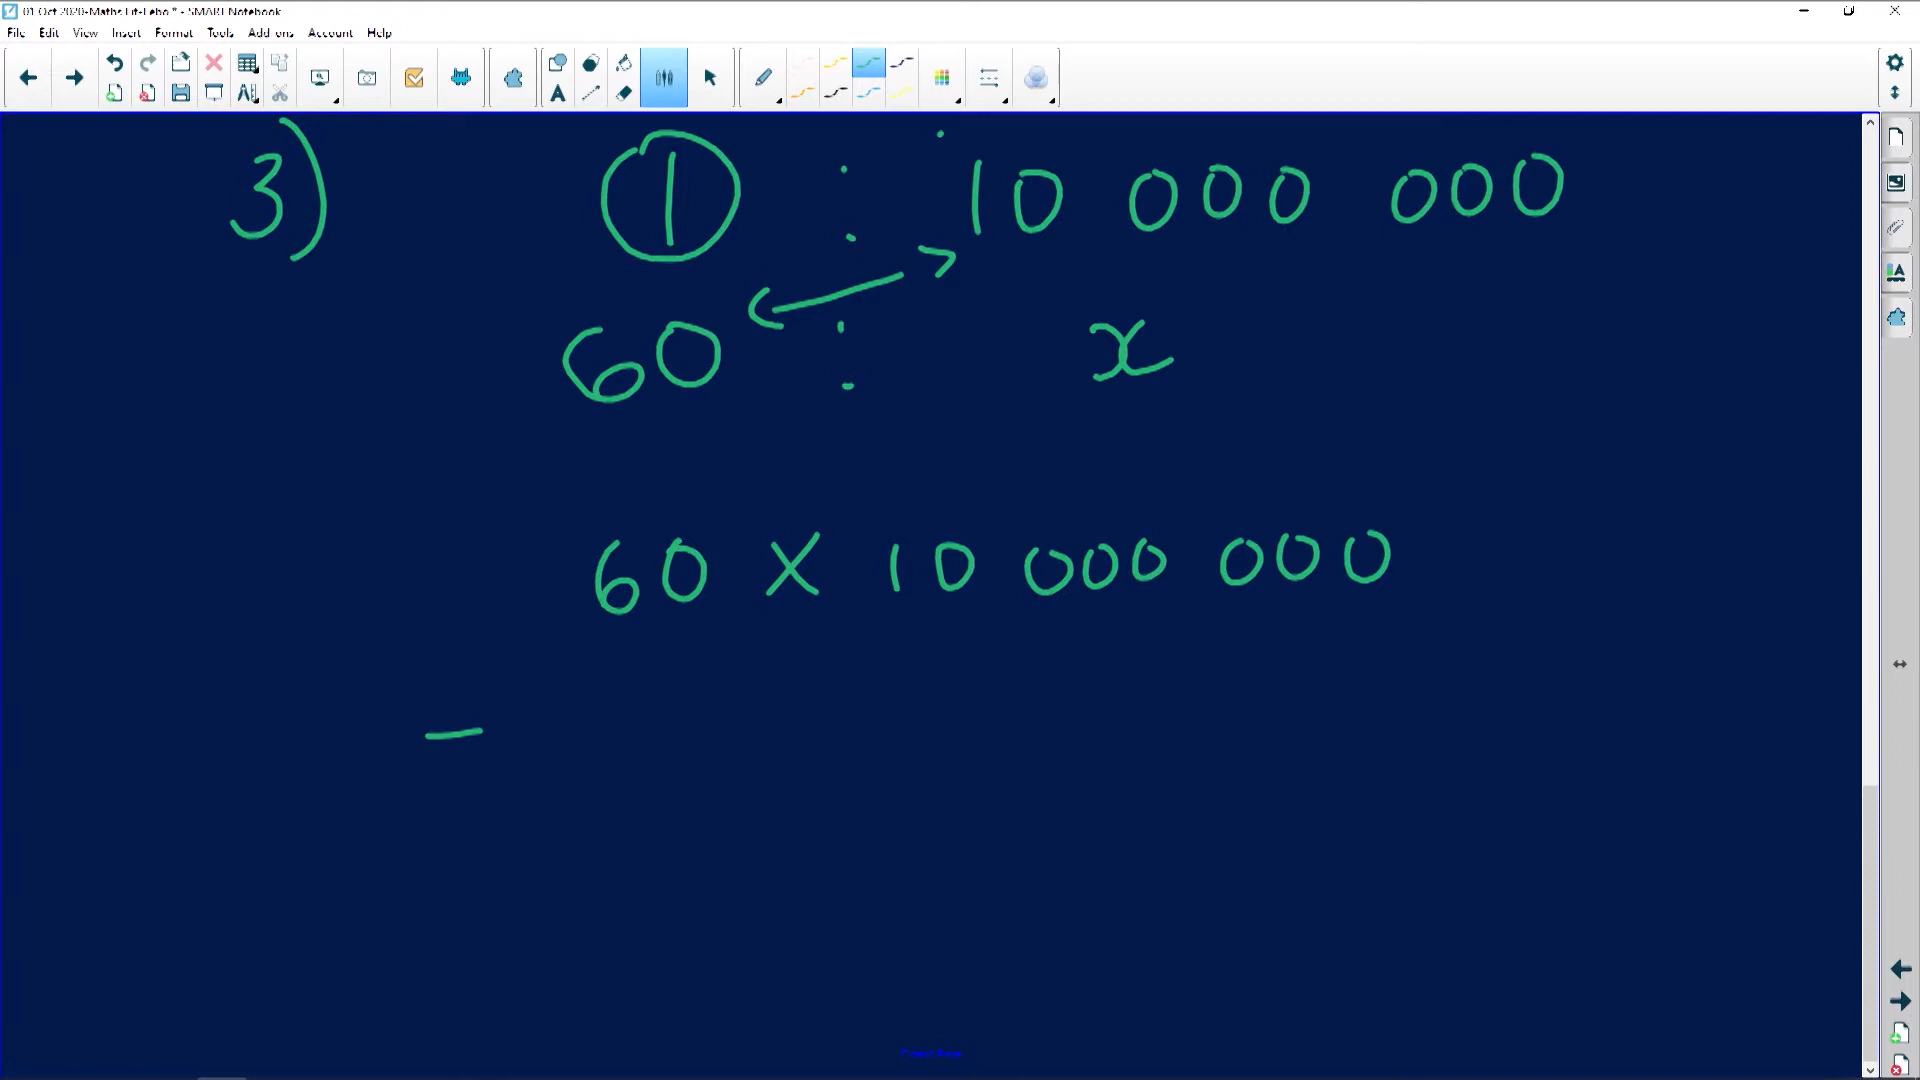 01 Oct 2020-Maths Lit-Lebo * - SMART Notebook
File Edit View Insert Format Tools Add-ons Account Help
3) 1 : 10 000 000
60 : x
60 × 10 000 000